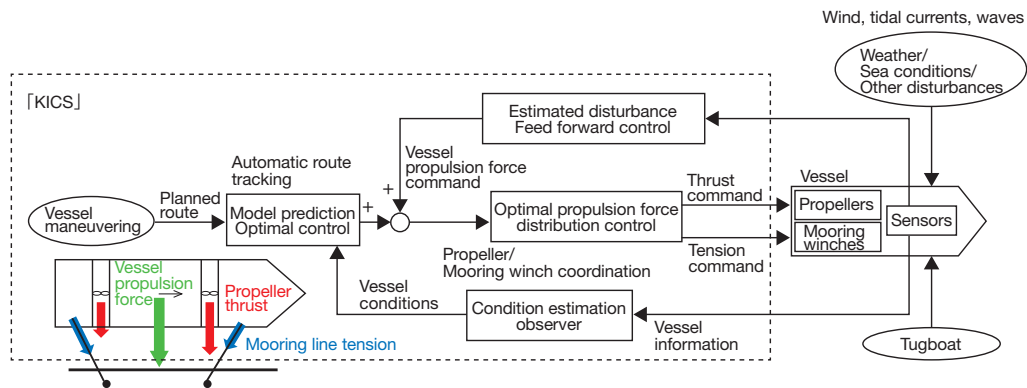 Wind, tidal currents, waves
Weather/
Sea conditions/
Other disturbances
「KICS」
Estimated disturbance
Feed forward control
Vessel
propulsion force
command
Automatic route
tracking
+
Planned
route
Vessel
maneuvering
Model prediction
Optimal control
+
Optimal propulsion force
distribution control
Thrust
command
Vessel
Propellers
Mooring
winches
Sensors
Propeller/
Mooring winch coordination
Tension
command
Vessel
conditions
Condition estimation
observer
Vessel
information
Tugboat
Vessel
propulsion
force
Propeller
thrust
Mooring line tension